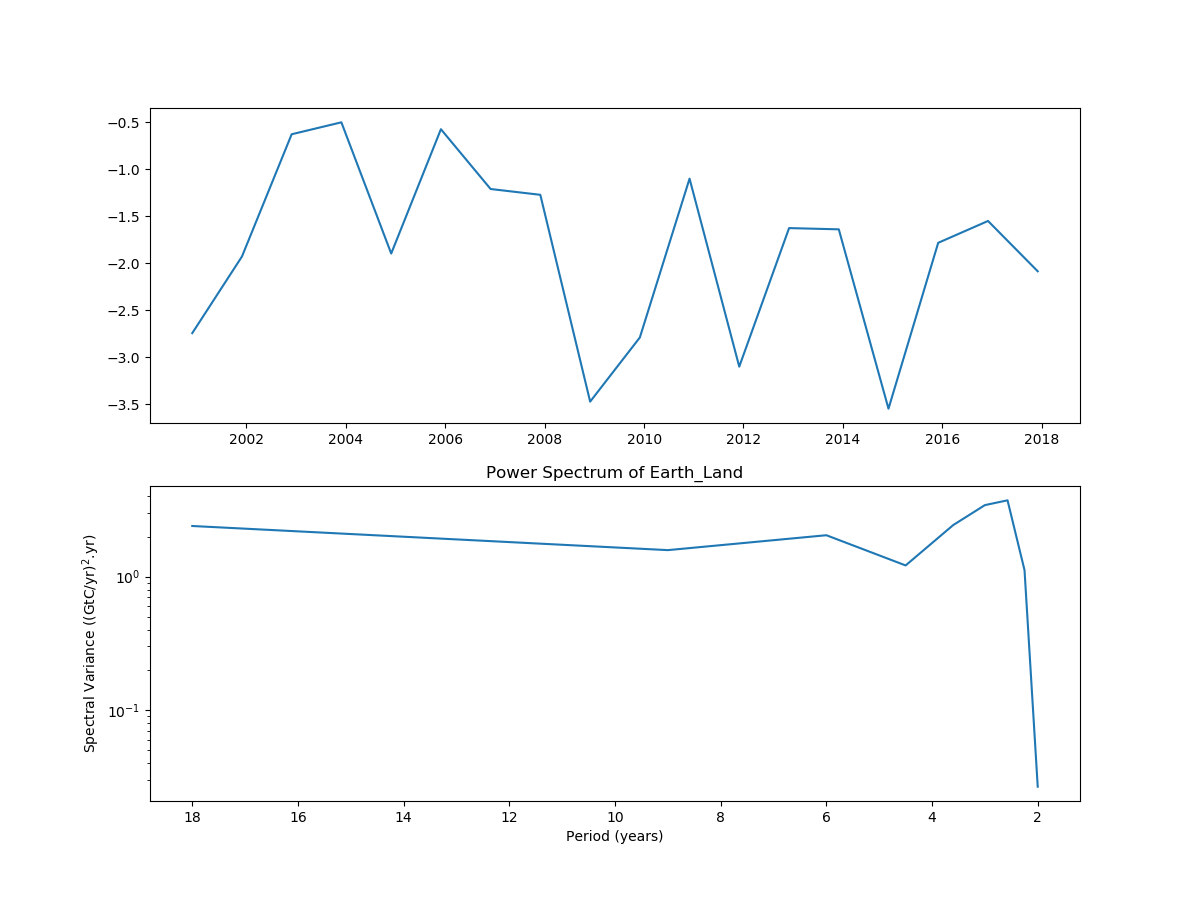 −0.5
−1.0
−1.5
−2.0
−2.5
−3.0
−3.5
2002 2004 2006 2008 2010 2012 2014 2016 2018
Power Spectrum of Earth_Land
Spectral Variance ((GtC/yr)².yr)
10⁰
10⁻¹
18 16 14 12 10 8 6 4 2
Period (years)